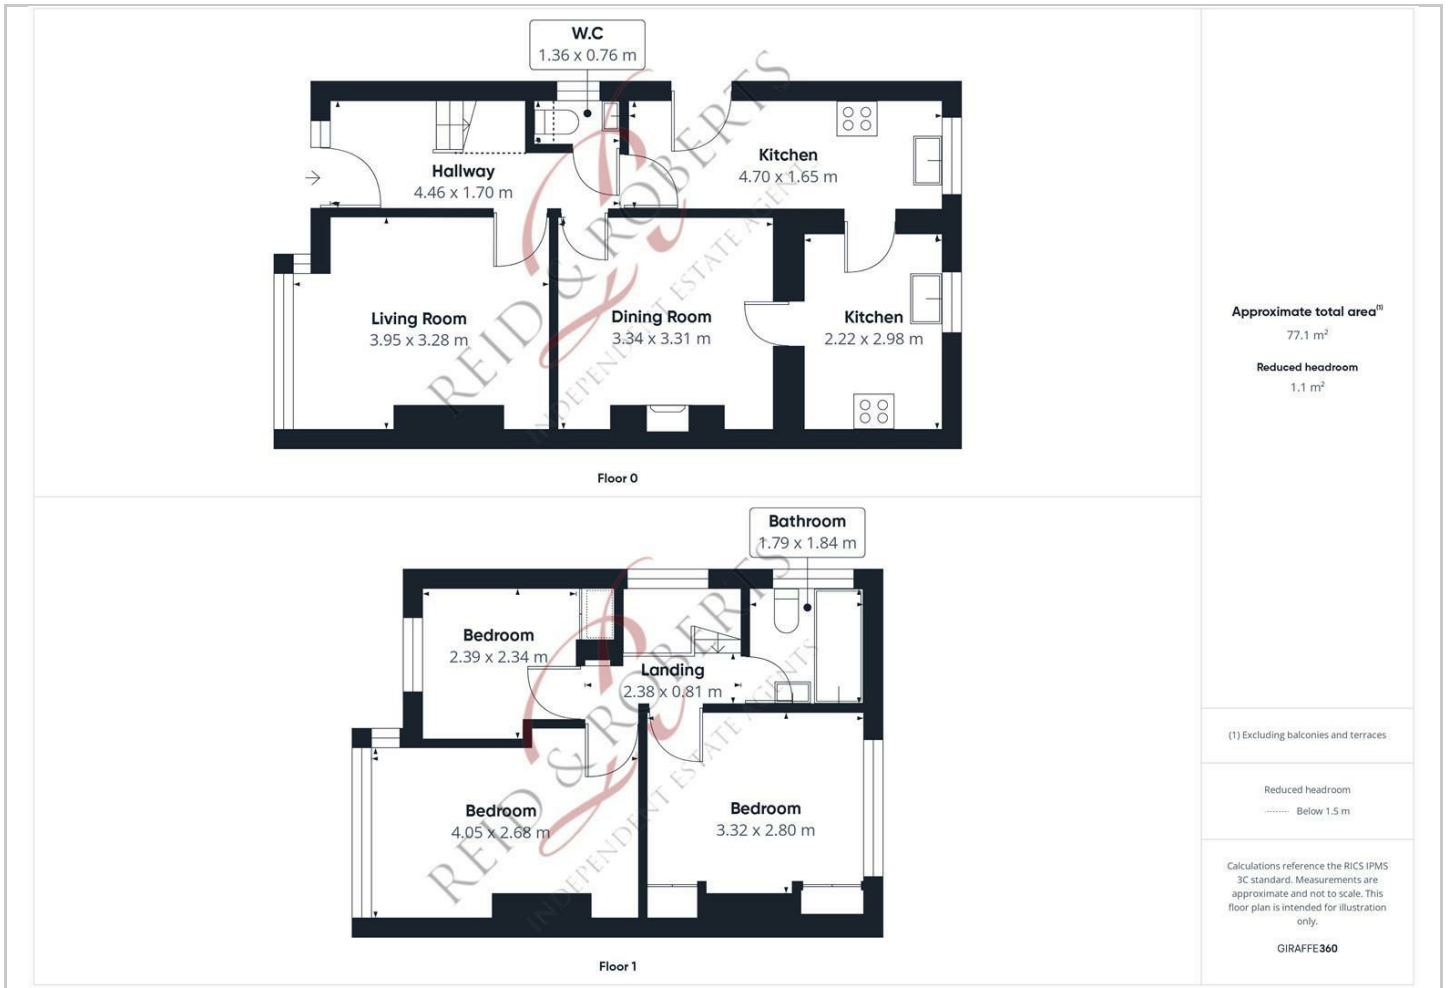 W.C
1.36 x 0.76 m
Hallway
4.46 x 1.70 m
Kitchen
4.70 x 1.65 m
Living Room
3.95 x 3.28 m
Dining Room
3.34 x 3.31 m
Kitchen
2.22 x 2.98 m
REID & ROBERTS
INDEPENDENT ESTATE AGENTS
Floor 0
Bathroom
1.79 x 1.84 m
Bedroom
2.39 x 2.34 m
Landing
2.38 x 0.81 m
Bedroom
4.05 x 2.68 m
Bedroom
3.32 x 2.80 m
REID & ROBERTS
INDEPENDENT ESTATE AGENTS
Floor 1
Approximate total area(1)
77.1 m²
Reduced headroom
1.1 m²
(1) Excluding balconies and terraces
Reduced headroom
Below 1.5 m
Calculations reference the RICS IPMS
3C standard. Measurements are
approximate and not to scale. This
floor plan is intended for illustration
only.
GIRAFFE360